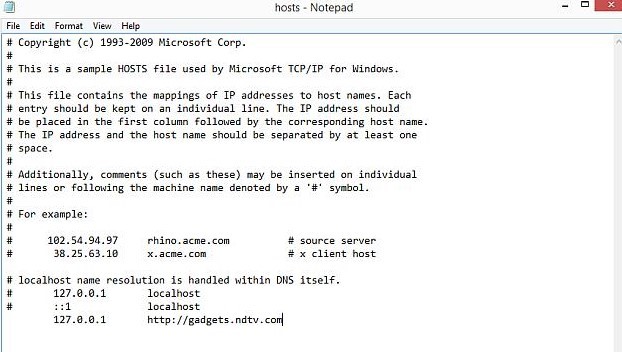 hosts - Notepad
File Edit Format View Help
# Copyright (c) 1993-2009 Microsoft Corp.
#
# This is a sample HOSTS file used by Microsoft TCP/IP for Windows.
#
# This file contains the mappings of IP addresses to host names. Each
# entry should be kept on an individual line. The IP address should
# be placed in the first column followed by the corresponding host name.
# The IP address and the host name should be separated by at least one
# space.
#
# Additionally, comments (such as these) may be inserted on individual
# lines or following the machine name denoted by a '#' symbol.
#
# For example:
#
#      102.54.94.97     rhino.acme.com          # source server
#       38.25.63.10     x.acme.com              # x client host

# localhost name resolution is handled within DNS itself.
#       127.0.0.1       localhost
#       ::1             localhost
        127.0.0.1       http://gadgets.ndtv.com